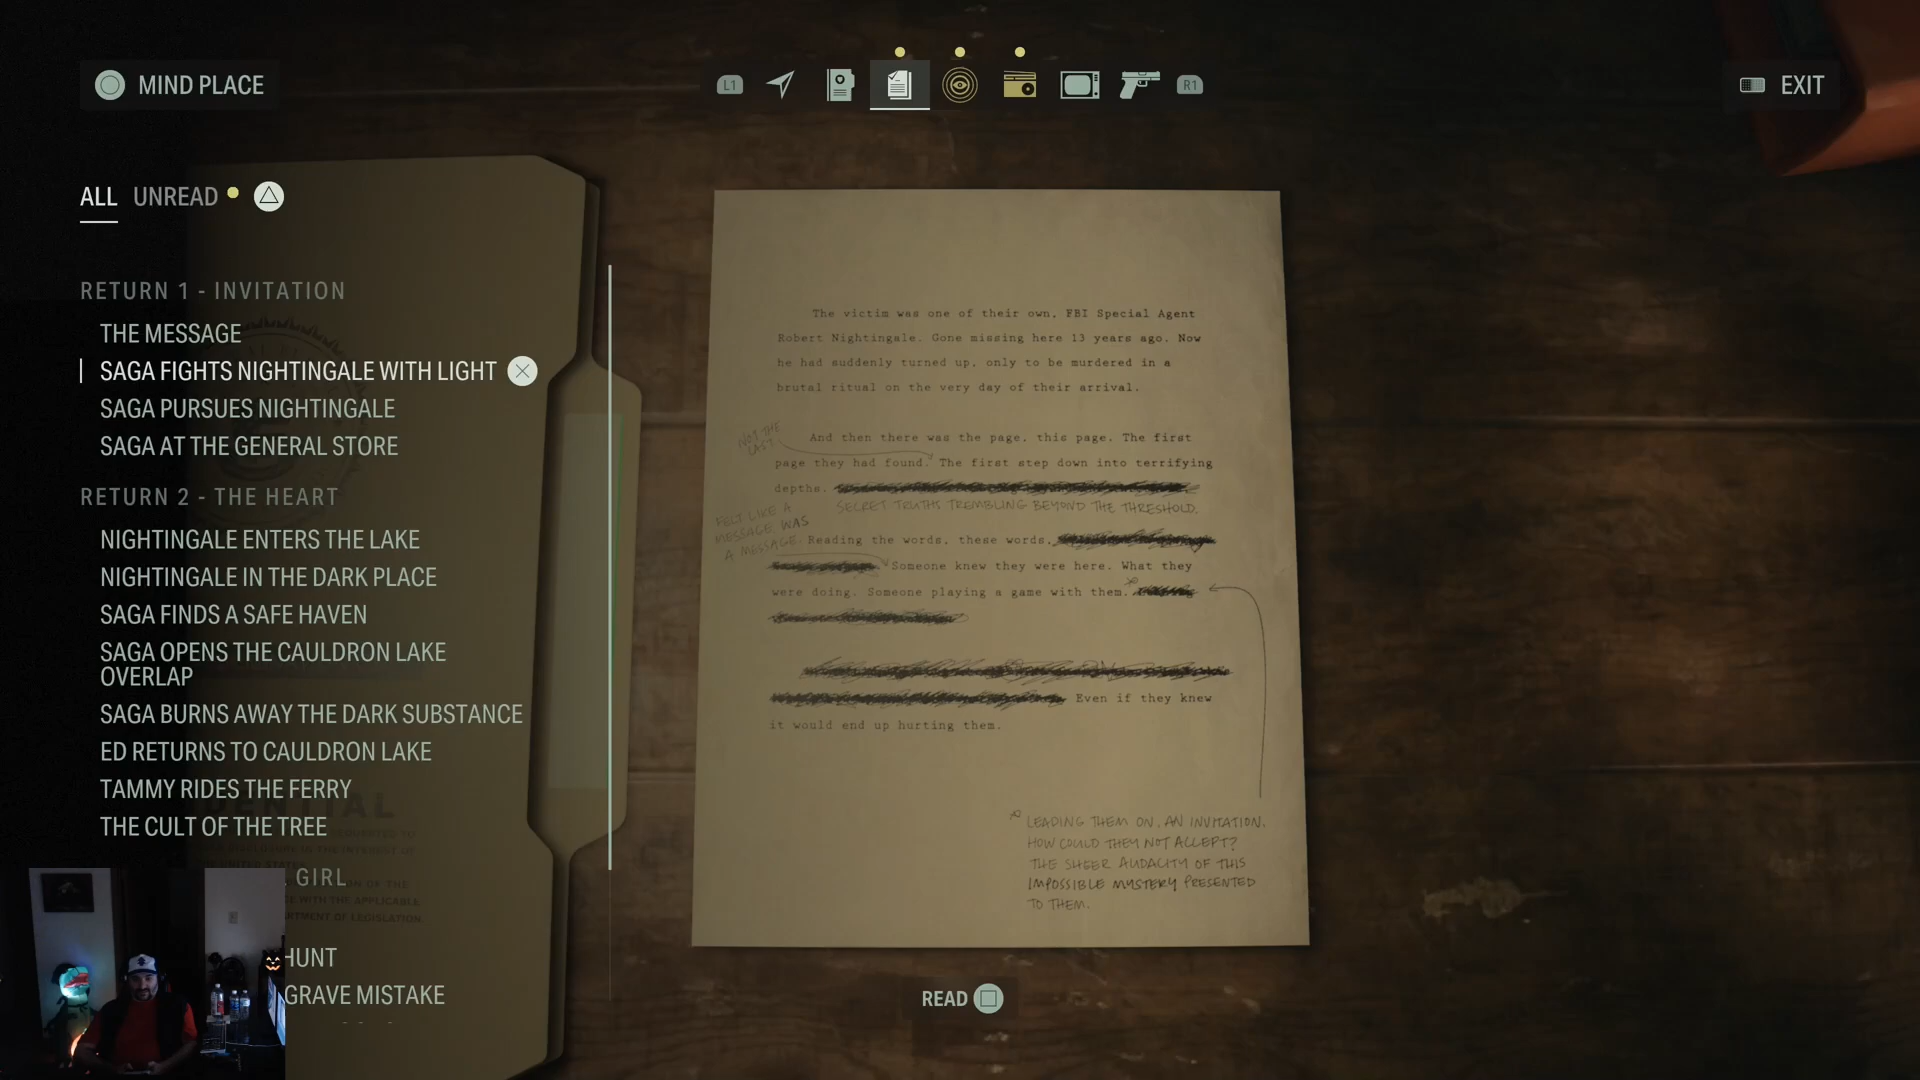 MIND PLACE
L1
R1
EXIT
ALL UNREAD
RETURN 1 - INVITATION
THE MESSAGE
SAGA FIGHTS NIGHTINGALE WITH LIGHT
SAGA PURSUES NIGHTINGALE
SAGA AT THE GENERAL STORE
RETURN 2 - THE HEART
NIGHTINGALE ENTERS THE LAKE
NIGHTINGALE IN THE DARK PLACE
SAGA FINDS A SAFE HAVEN
SAGA OPENS THE CAULDRON LAKE
OVERLAP
SAGA BURNS AWAY THE DARK SUBSTANCE
ED RETURNS TO CAULDRON LAKE
TAMMY RIDES THE FERRY
THE CULT OF THE TREE
GIRL
HUNT
GRAVE MISTAKE
The victim was one of their own, FBI Special Agent
Robert Nightingale. Gone missing here 13 years ago. Now
he had suddenly turned up, only to be murdered in a
brutal ritual on the very day of their arrival.
NOT THE
LAST.
And then there was the page, this page. The first
page they had found. The first step down into terrifying
depths.
SECRET TRUTHS TREMBLING BEYOND THE THRESHOLD.
FELT LIKE A
MESSAGE. WAS
A MESSAGE.
Reading the words, these words,
Someone knew they were here. What they
were doing. Someone playing a game with them.
Even if they knew
it would end up hurting them.
LEADING THEM ON. AN INVITATION.
HOW COULD THEY NOT ACCEPT?
THE SHEER AUDACITY OF THIS
IMPOSSIBLE MYSTERY PRESENTED
TO THEM.
READ